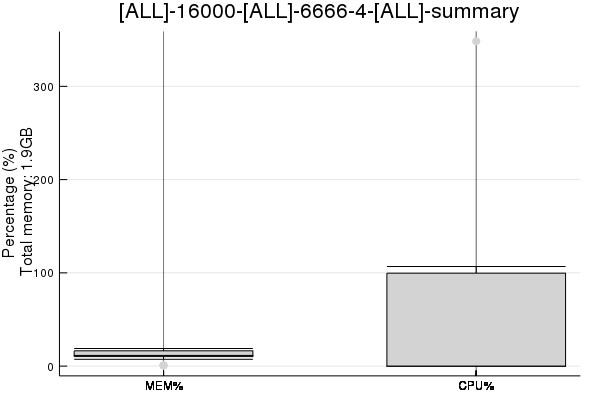 [ALL]-16000-[ALL]-6666-4-[ALL]-summary
Percentage (%)
Total memory: 1.9GB
300
200
100
0
MEM%
CPU%